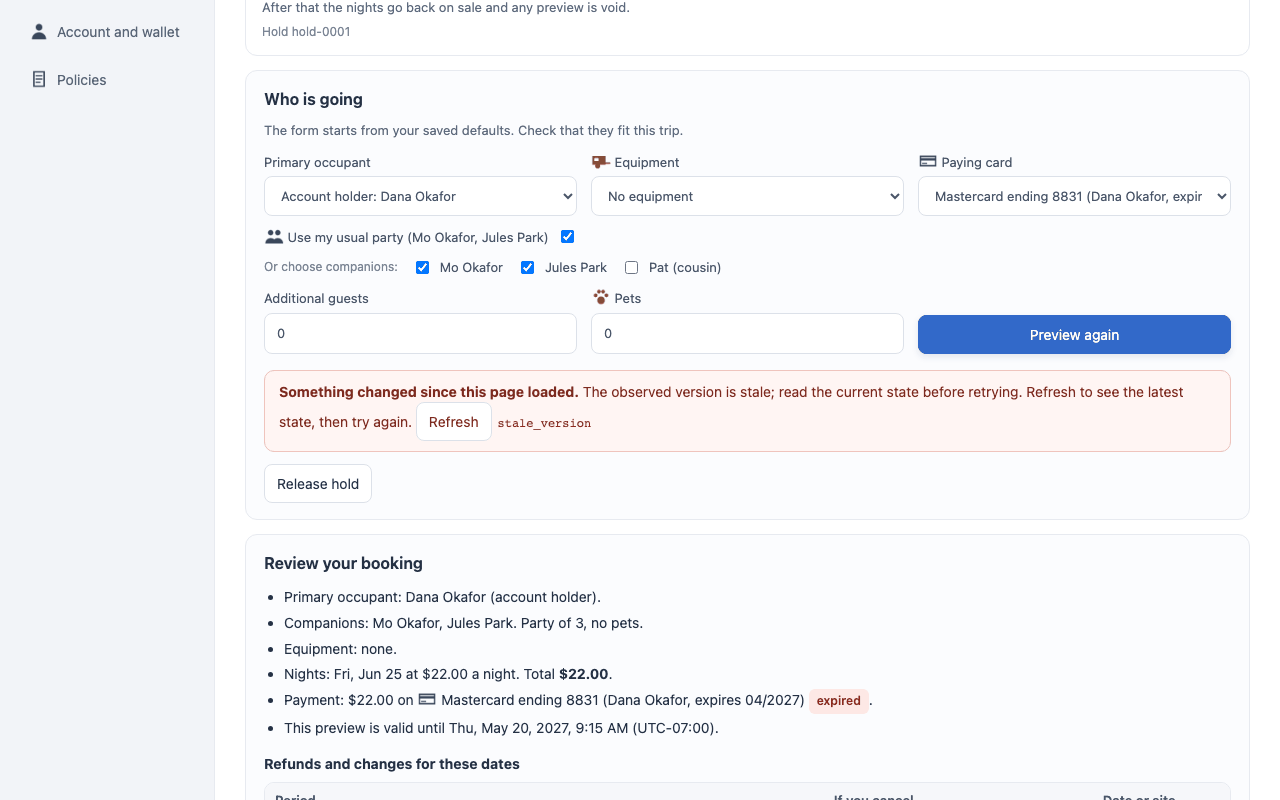 After that the nights go back on sale and any preview is void.
Account and wallet
Hold hold-0001
Policies
Who is going
The form starts from your saved defaults. Check that they fit this trip.
Primary occupant
Equipment
Paying card
Account holder: Dana Okafor
No equipment
Mastercard ending 8831 (Dana Okafor, expir
Use my usual party (Mo Okafor, Jules Park)
Or choose companions: Mo Okafor Jules Park Pat (cousin)
Additional guests
Pets
0
0
Preview again
Something changed since this page loaded. The observed version is stale; read the current state before retrying. Refresh to see the latest
state, then try again. Refresh stale_version
Release hold
Review your booking
Primary occupant: Dana Okafor (account holder).
Companions: Mo Okafor, Jules Park. Party of 3, no pets.
Equipment: none.
Nights: Fri, Jun 25 at $22.00 a night. Total $22.00.
Payment: $22.00 on Mastercard ending 8831 (Dana Okafor, expires 04/2027) expired.
This preview is valid until Thu, May 20, 2027, 9:15 AM (UTC-07:00).
Refunds and changes for these dates
Period
If you cancel
Date or site